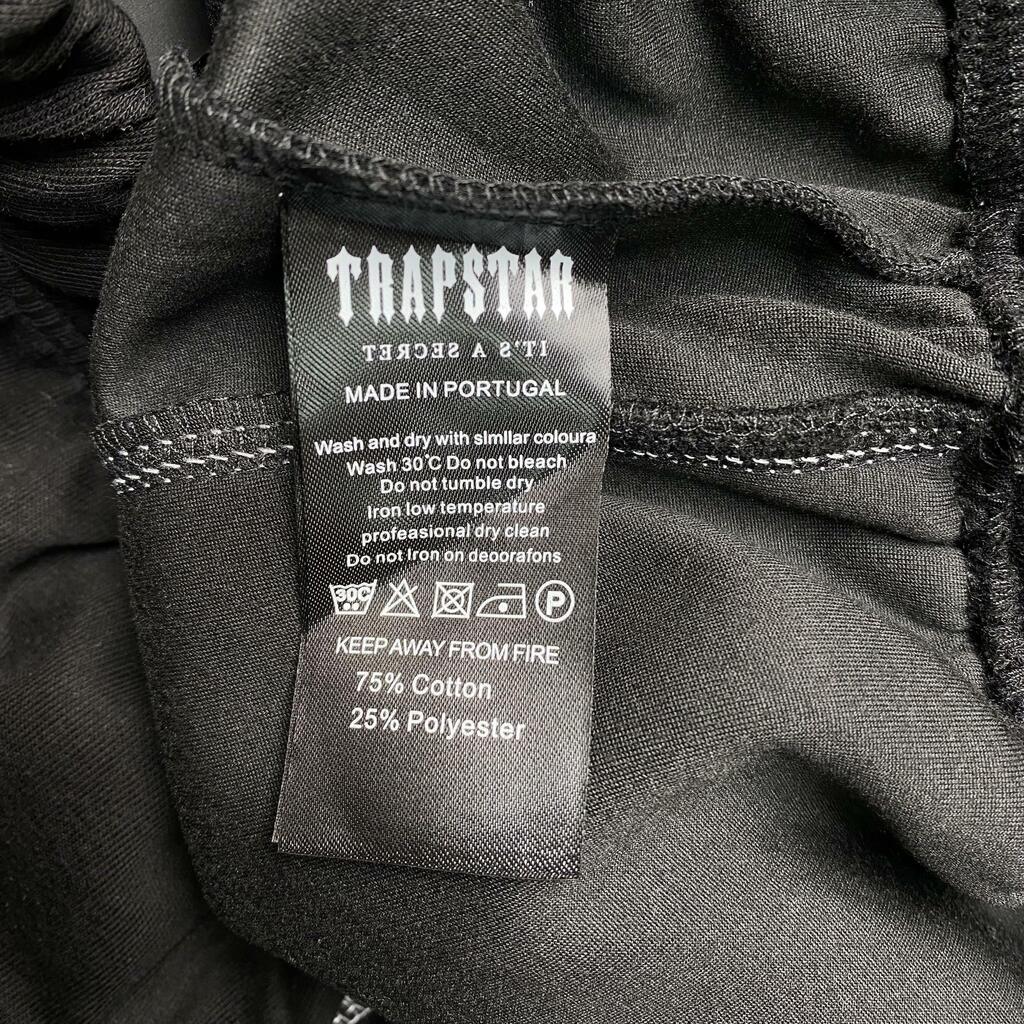 TRAPSTAR
IT'S A SECRET
MADE IN PORTUGAL
Wash and dry with slmllar coloura
Wash 30°C Do not bleach
Do not tumble dry
Iron low temperature
profeasional dry clean
Do not Iron on deoorafons
30C
P
KEEP AWAY FROM FIRE
75% Cotton
25% Polyester